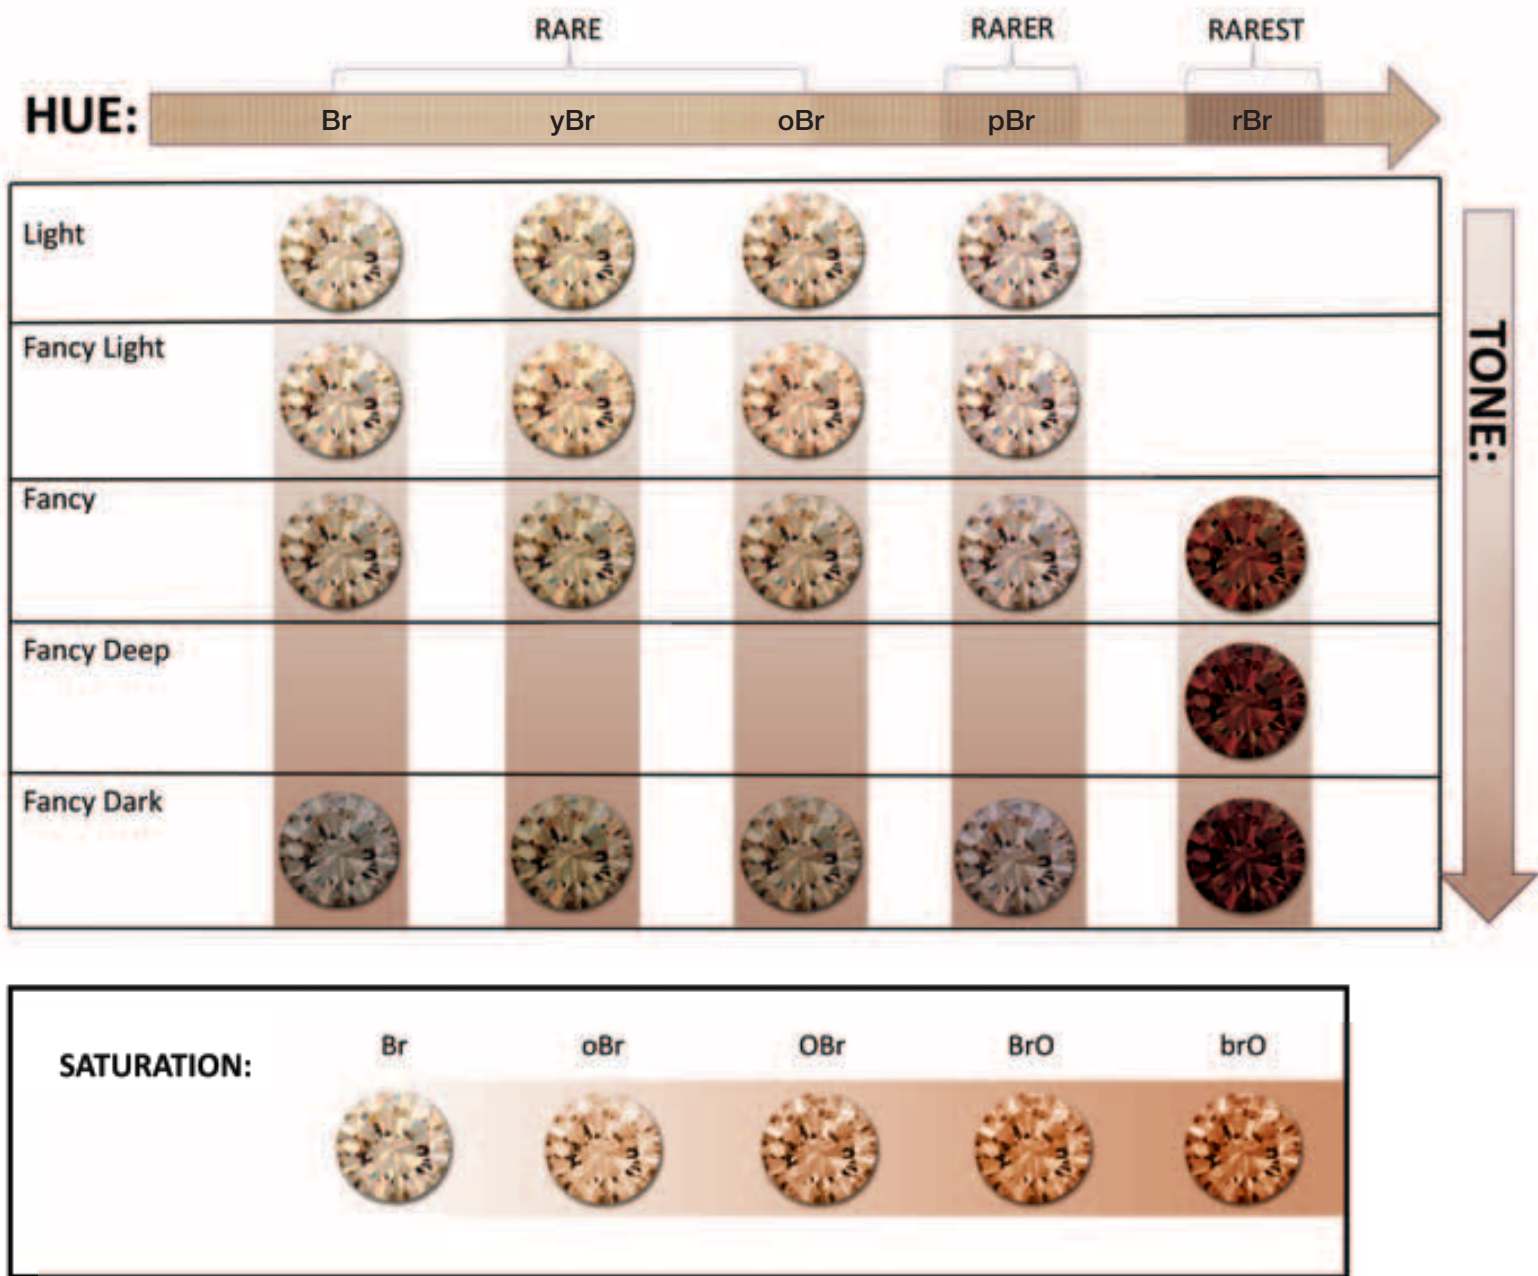 RARE RARER RAREST
HUE: Br yBr oBr pBr rBr
Light
Fancy Light
Fancy
Fancy Deep
Fancy Dark
TONE:
SATURATION: Br oBr OBr BrO brO